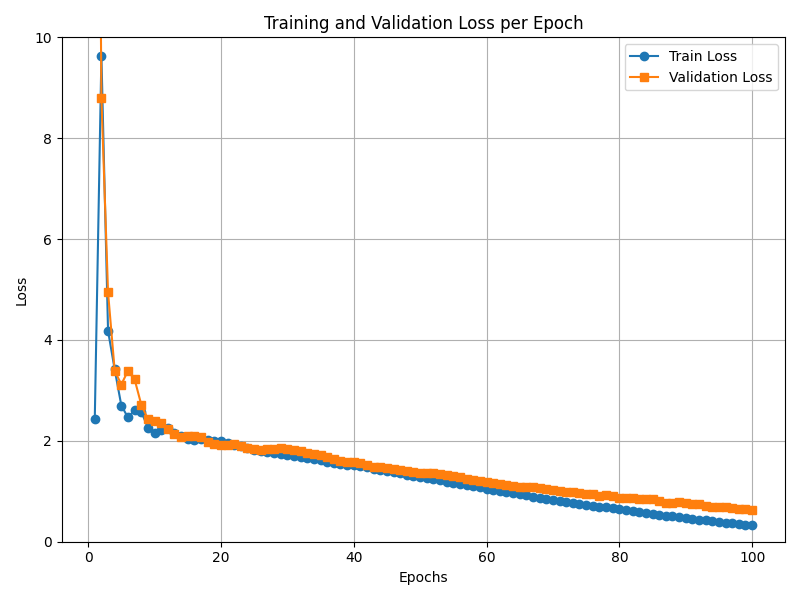 Training and Validation Loss per Epoch
Train Loss
Validation Loss
10
8
6
4
2
0
Loss
0 20 40 60 80 100
Epochs